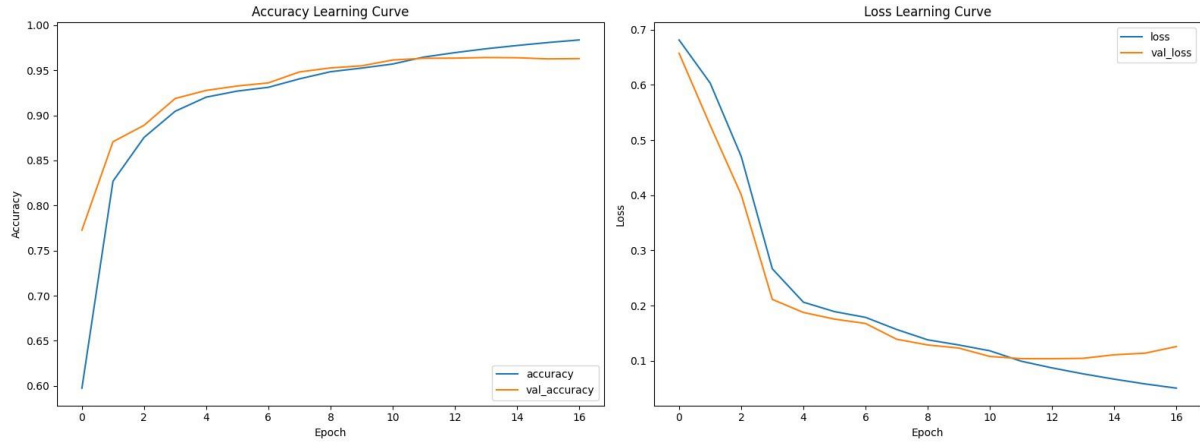 Accuracy Learning Curve
1.00
0.95
0.90
0.85
0.80
0.75
0.70
0.65
0.60
Accuracy
0 2 4 6 8 10 12 14 16
Epoch
accuracy
val_accuracy
Loss Learning Curve
0.7
0.6
0.5
0.4
0.3
0.2
0.1
Loss
0 2 4 6 8 10 12 14 16
Epoch
loss
val_loss